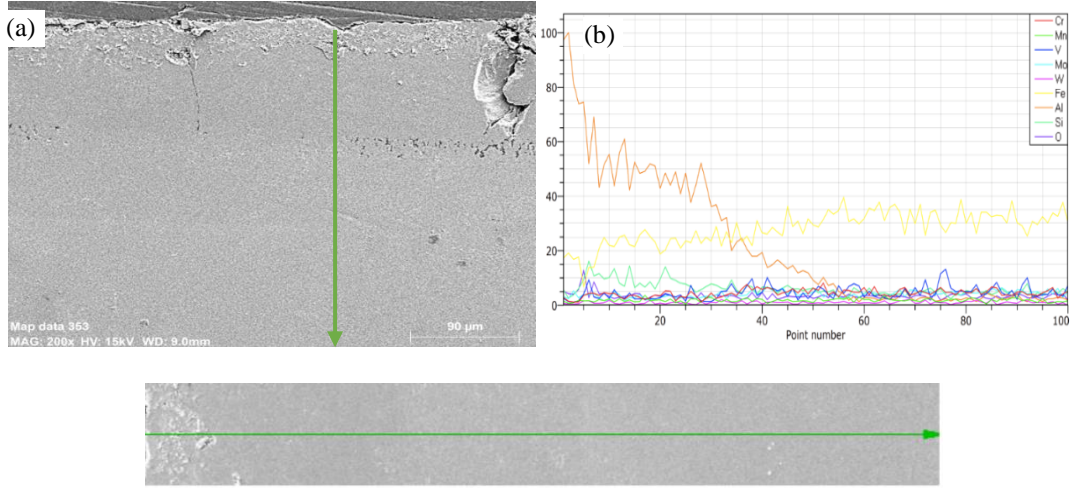 (a)
Map data 353
MAG: 200x HV: 15kV WD: 9.0mm
90 µm
(b)
100
80
60
40
20
0
20
40
60
80
100
Point number
Cr
Mn
V
Mo
W
Fe
Al
Si
O